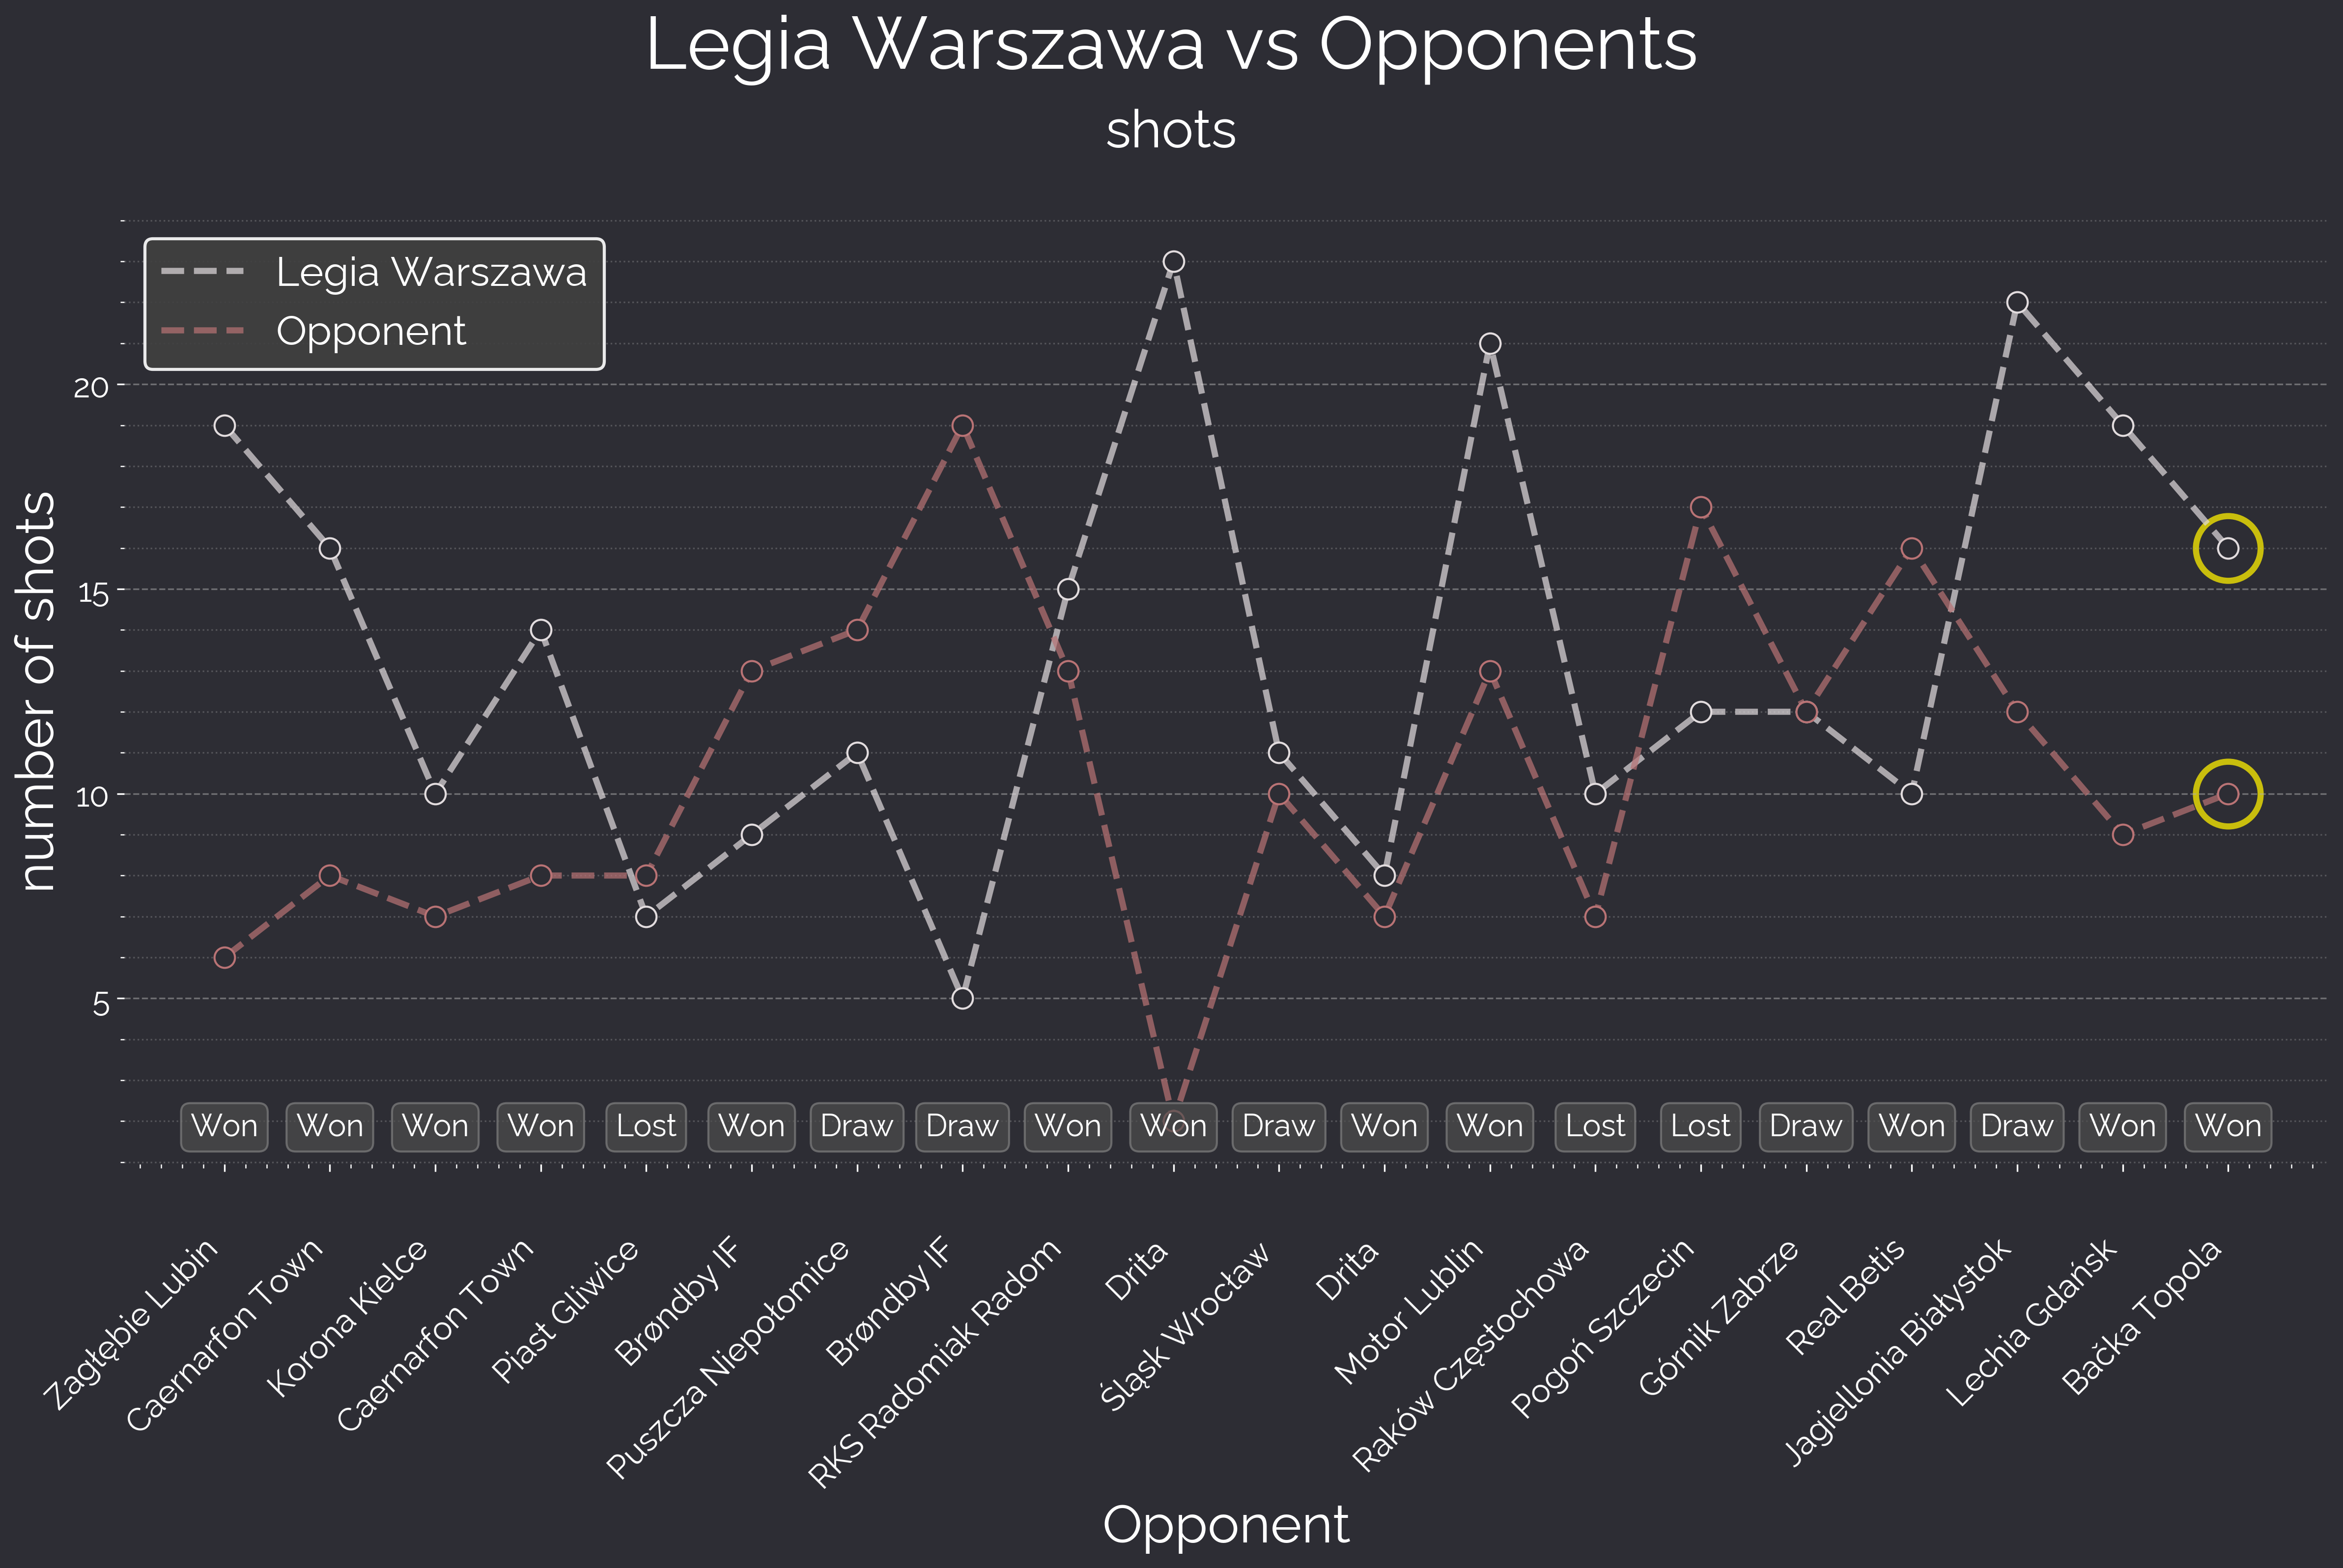 Legia Warszawa vs Opponents
shots
Legia Warszawa
Opponent
number of shots
20
15
10
5
Won Won Won Won Lost Won Draw Draw Won Won Draw Won Won Lost Lost Draw Won Draw Won Won
Zagłębie Lubin
Caernarfon Town
Korona Kielce
Caernarfon Town
Piast Gliwice
Brøndby IF
Puszcza Niepołomice
Brøndby IF
RKS Radomiak Radom
Drita
Śląsk Wrocław
Drita
Motor Lublin
Raków Częstochowa
Pogoń Szczecin
Górnik Zabrze
Real Betis
Jagiellonia Białystok
Lechia Gdańsk
Bačka Topola
Opponent